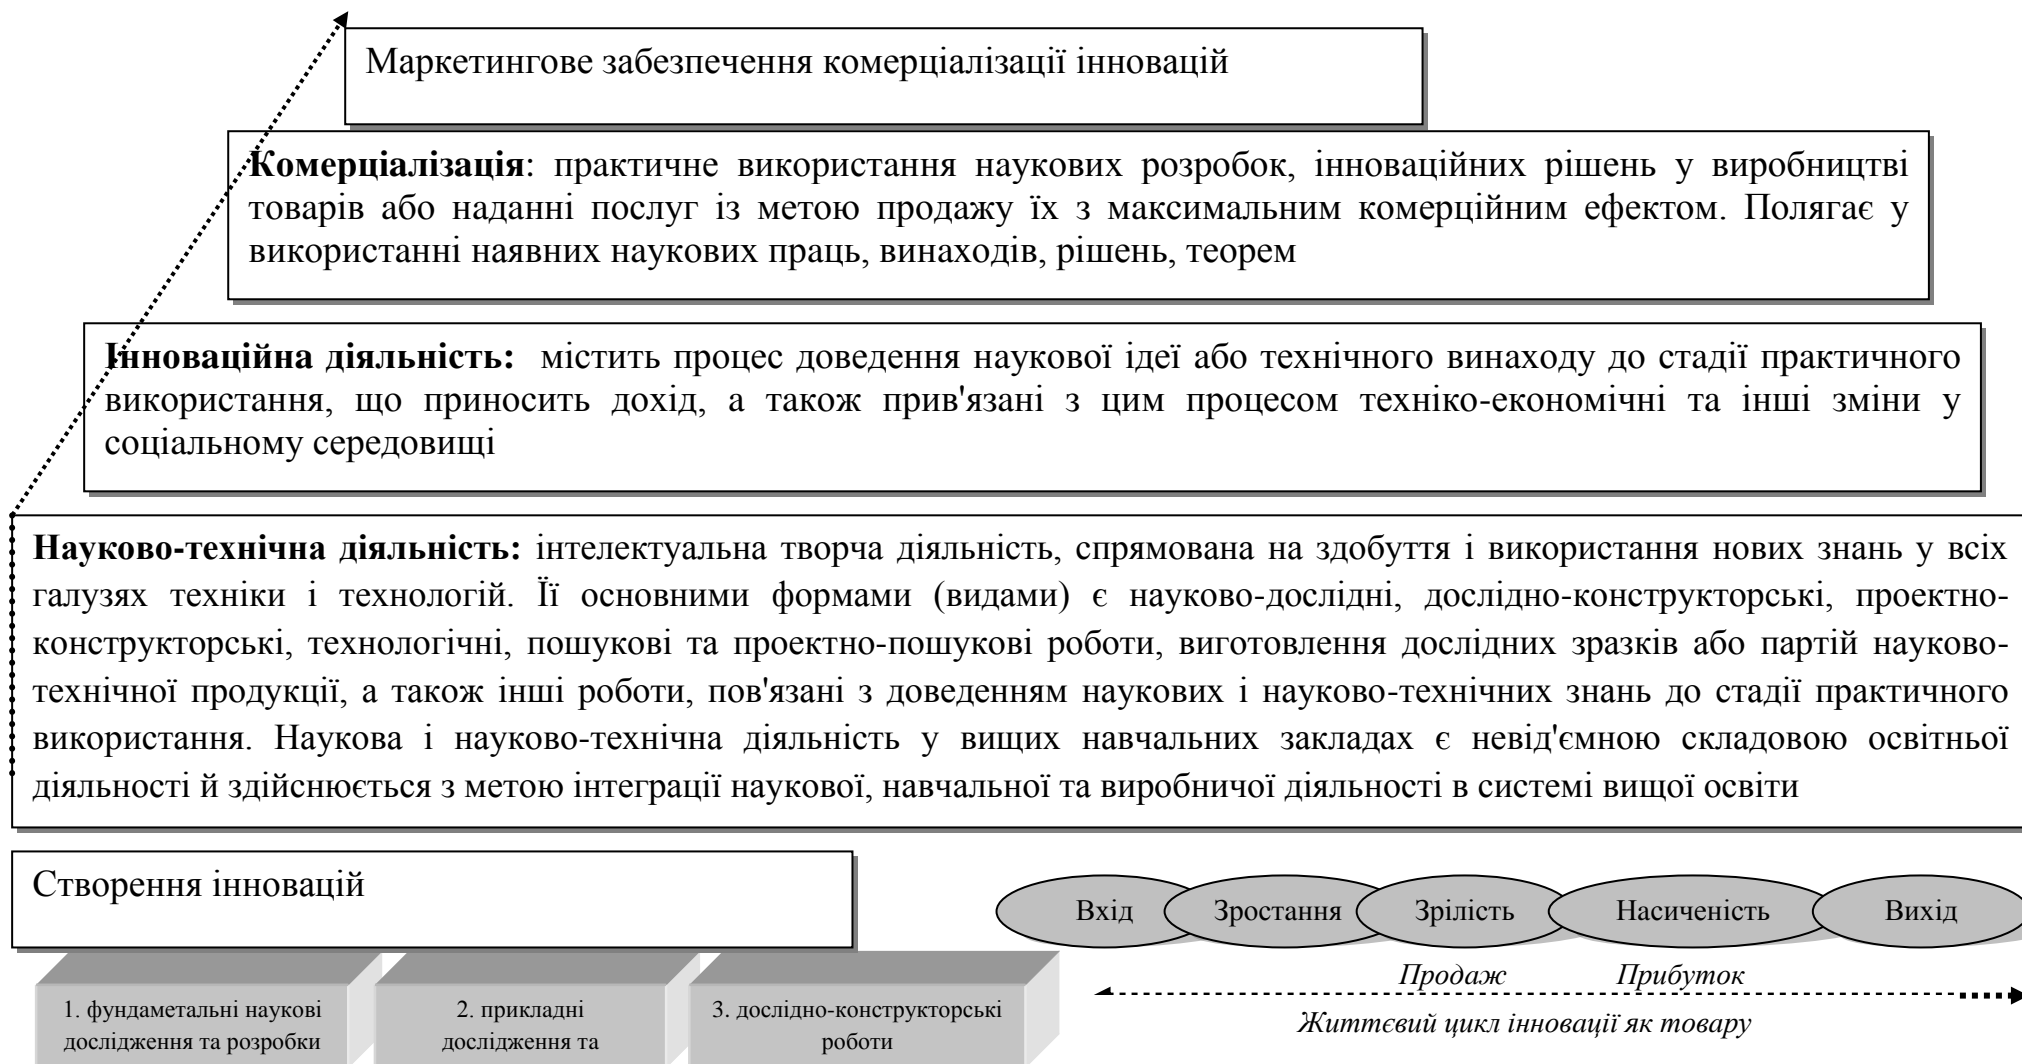 Маркетингове забезпечення комерціалізації інновацій
Комерціалізація: практичне використання наукових розробок, інноваційних рішень у виробництві
товарів або наданні послуг із метою продажу їх з максимальним комерційним ефектом. Полягає у
використанні наявних наукових праць, винаходів, рішень, теорем
Інноваційна діяльність: містить процес доведення наукової ідеї або технічного винаходу до стадії практичного
використання, що приносить дохід, а також прив'язані з цим процесом техніко-економічні та інші зміни у
соціальному середовищі
Науково-технічна діяльність: інтелектуальна творча діяльність, спрямована на здобуття і використання нових знань у всіх
галузях техніки і технологій. Її основними формами (видами) є науково-дослідні, дослідно-конструкторські, проектно-
конструкторські, технологічні, пошукові та проектно-пошукові роботи, виготовлення дослідних зразків або партій науково-
технічної продукції, а також інші роботи, пов'язані з доведенням наукових і науково-технічних знань до стадії практичного
використання. Наукова і науково-технічна діяльність у вищих навчальних закладах є невід'ємною складовою освітньої
діяльності й здійснюється з метою інтеграції наукової, навчальної та виробничої діяльності в системі вищої освіти
Створення інновацій
Вхід
Зростання
Зрілість
Насиченість
Вихід
Продаж
Прибуток
Життєвий цикл інновації як товару
1. фундаметальні наукові
дослідження та розробки
2. прикладні
дослідження та
3. дослідно-конструкторські
роботи